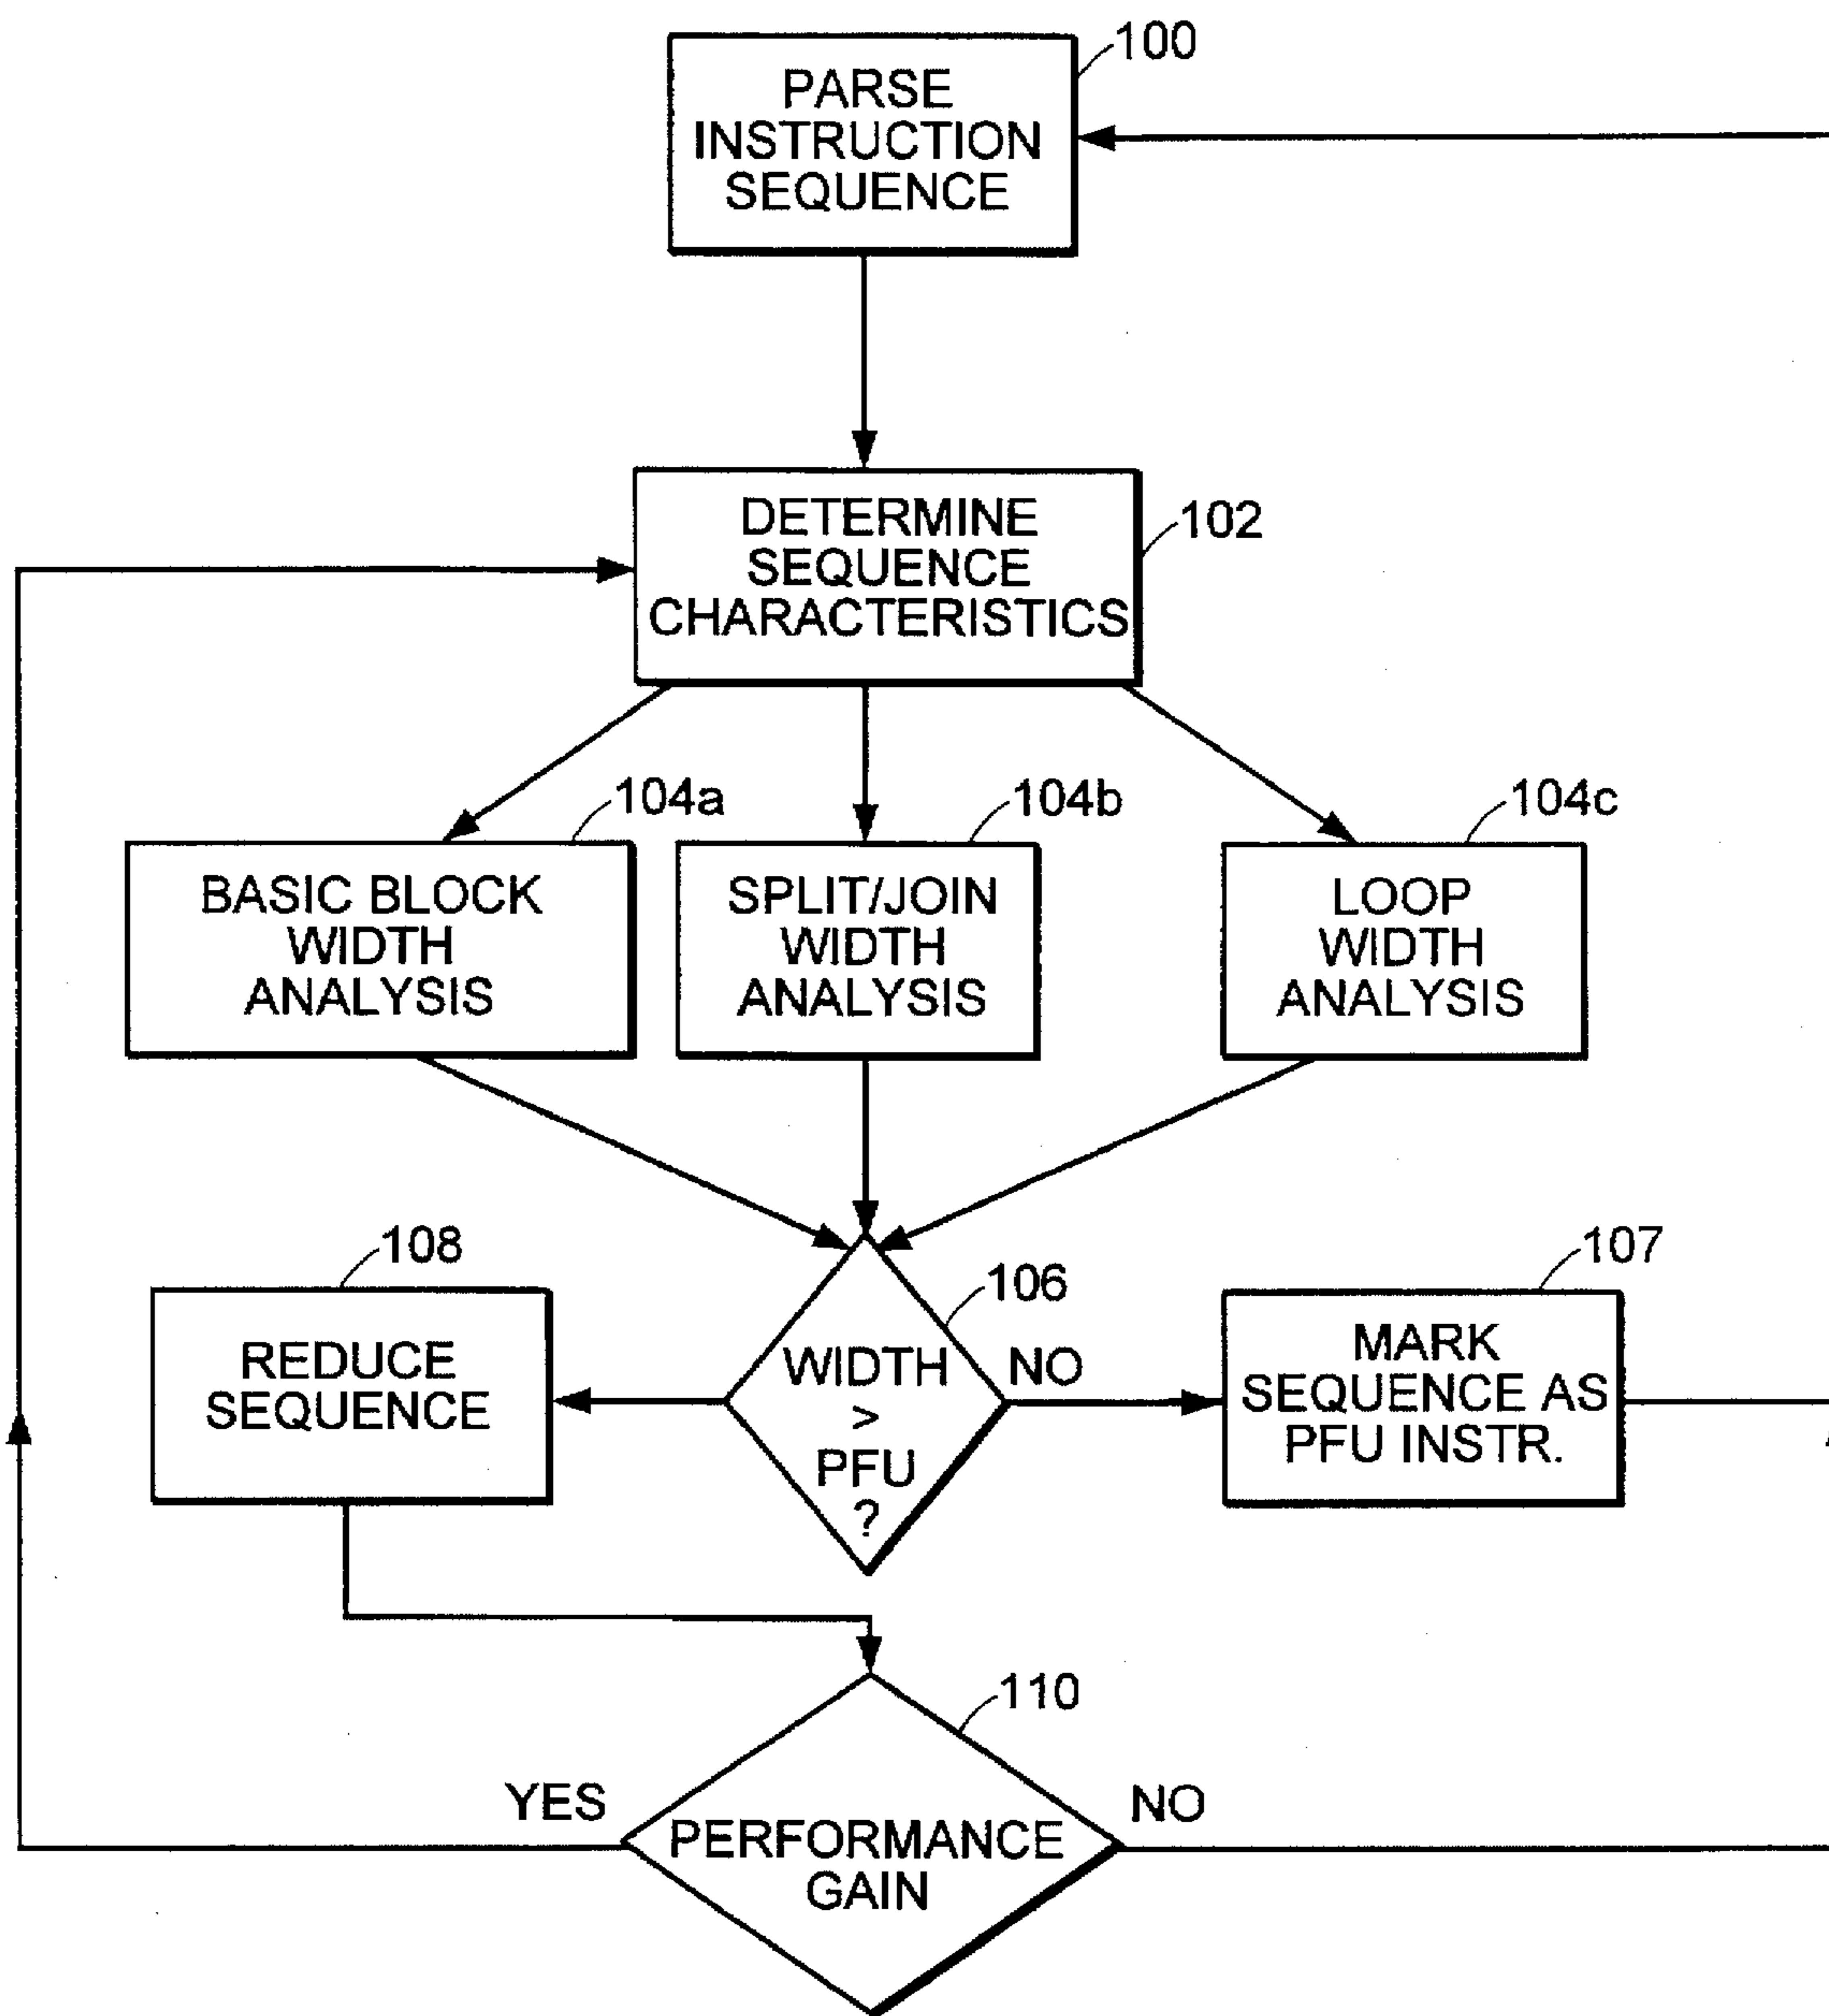 100
PARSE
INSTRUCTION
SEQUENCE
102
DETERMINE
SEQUENCE
CHARACTERISTICS
104a
BASIC BLOCK
WIDTH
ANALYSIS
104b
SPLIT/JOIN
WIDTH
ANALYSIS
104c
LOOP
WIDTH
ANALYSIS
108
REDUCE
SEQUENCE
106
WIDTH
>
PFU
?
NO
107
MARK
SEQUENCE AS
PFU INSTR.
110
YES
PERFORMANCE
GAIN
NO